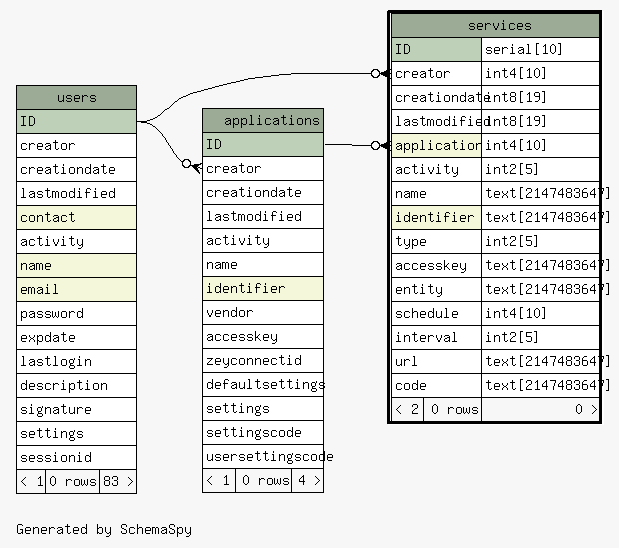 users
ID
creator
creationdate
lastmodified
contact
activity
name
email
password
expdate
lastlogin
description
signature
settings
sessionid
< 1 0 rows 83 >
applications
ID
creator
creationdate
lastmodified
activity
name
identifier
vendor
accesskey
zeyconnectid
defaultsettings
settings
settingscode
usersettingscode
< 1 0 rows 4 >
services
ID serial[10]
creator int4[10]
creationdate int8[19]
lastmodified int8[19]
application int4[10]
activity int2[5]
name text[2147483647]
identifier text[2147483647]
type int2[5]
accesskey text[2147483647]
entity text[2147483647]
schedule int4[10]
interval int2[5]
url text[2147483647]
code text[2147483647]
< 2 0 rows 0 >
Generated by SchemaSpy